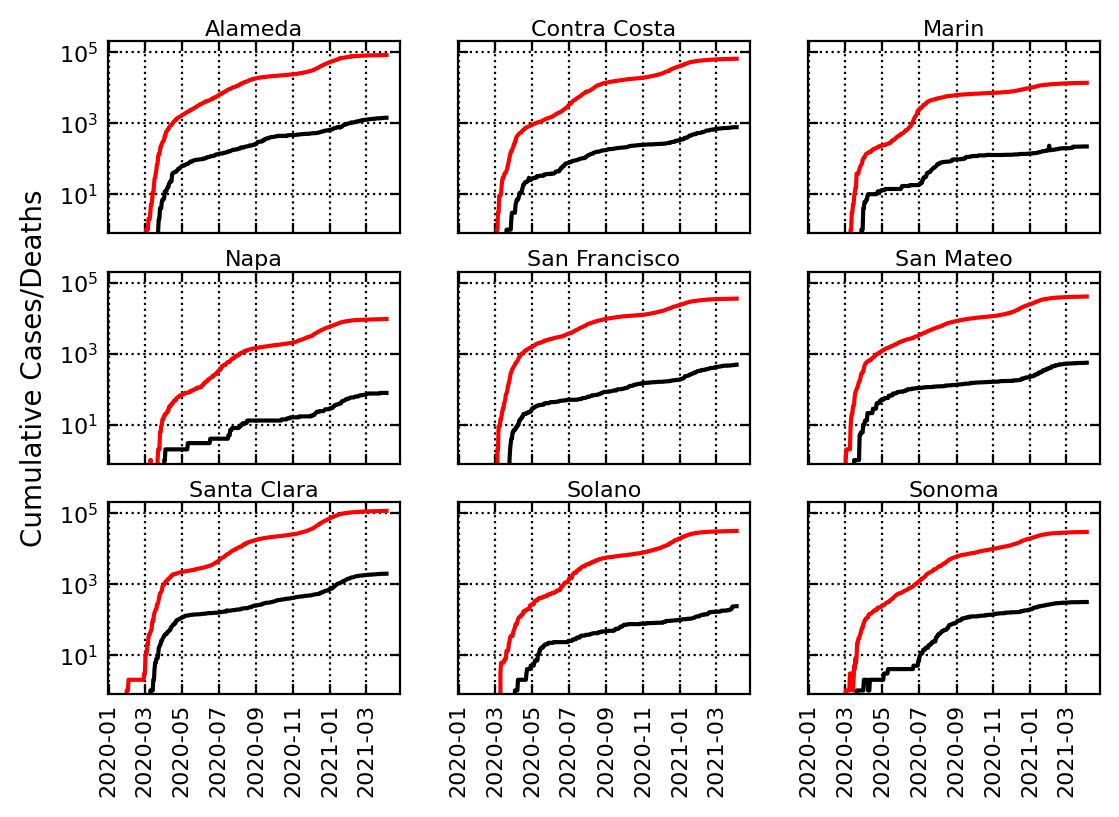 Alameda Contra Costa Marin
10^5
10^3
10^1
Napa San Francisco San Mateo
10^5
10^3
10^1
Cumulative Cases/Deaths
Santa Clara Solano Sonoma
10^5
10^3
10^1
2020-01 2020-03 2020-05 2020-07 2020-09 2020-11 2021-01 2021-03 2020-01 2020-03 2020-05 2020-07 2020-09 2020-11 2021-01 2021-03 2020-01 2020-03 2020-05 2020-07 2020-09 2020-11 2021-01 2021-03